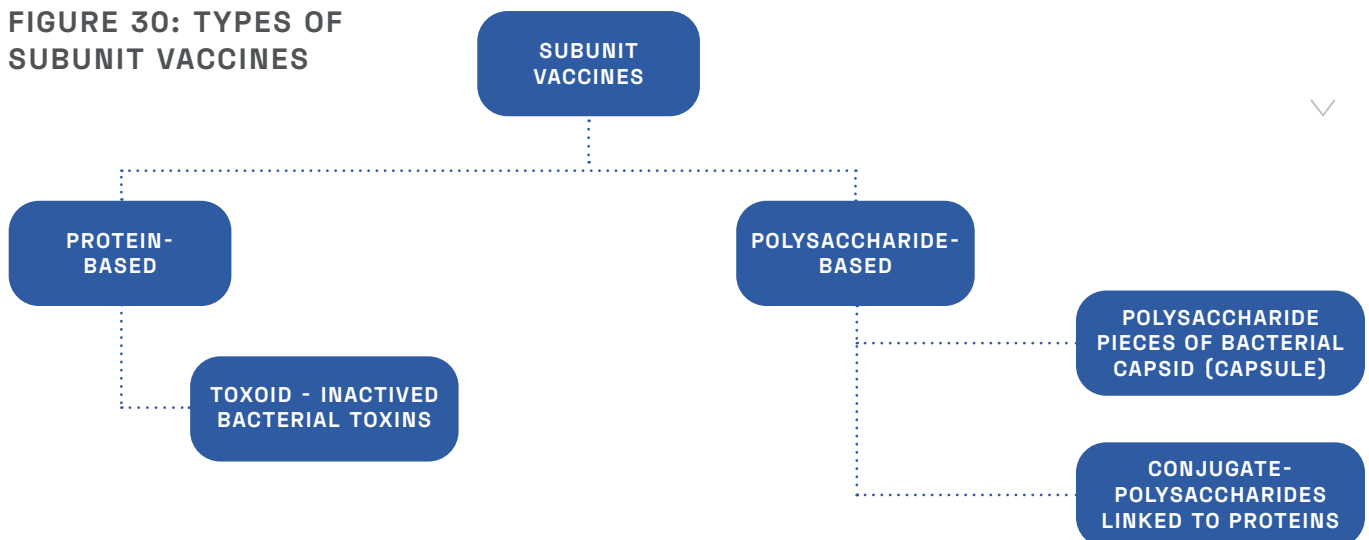 FIGURE 30: TYPES OF
SUBUNIT VACCINES
SUBUNIT
VACCINES
PROTEIN-
BASED
POLYSACCHARIDE-
BASED
POLYSACCHARIDE
PIECES OF BACTERIAL
CAPSID (CAPSULE)
TOXOID - INACTIVED
BACTERIAL TOXINS
CONJUGATE-
POLYSACCHARIDES
LINKED TO PROTEINS